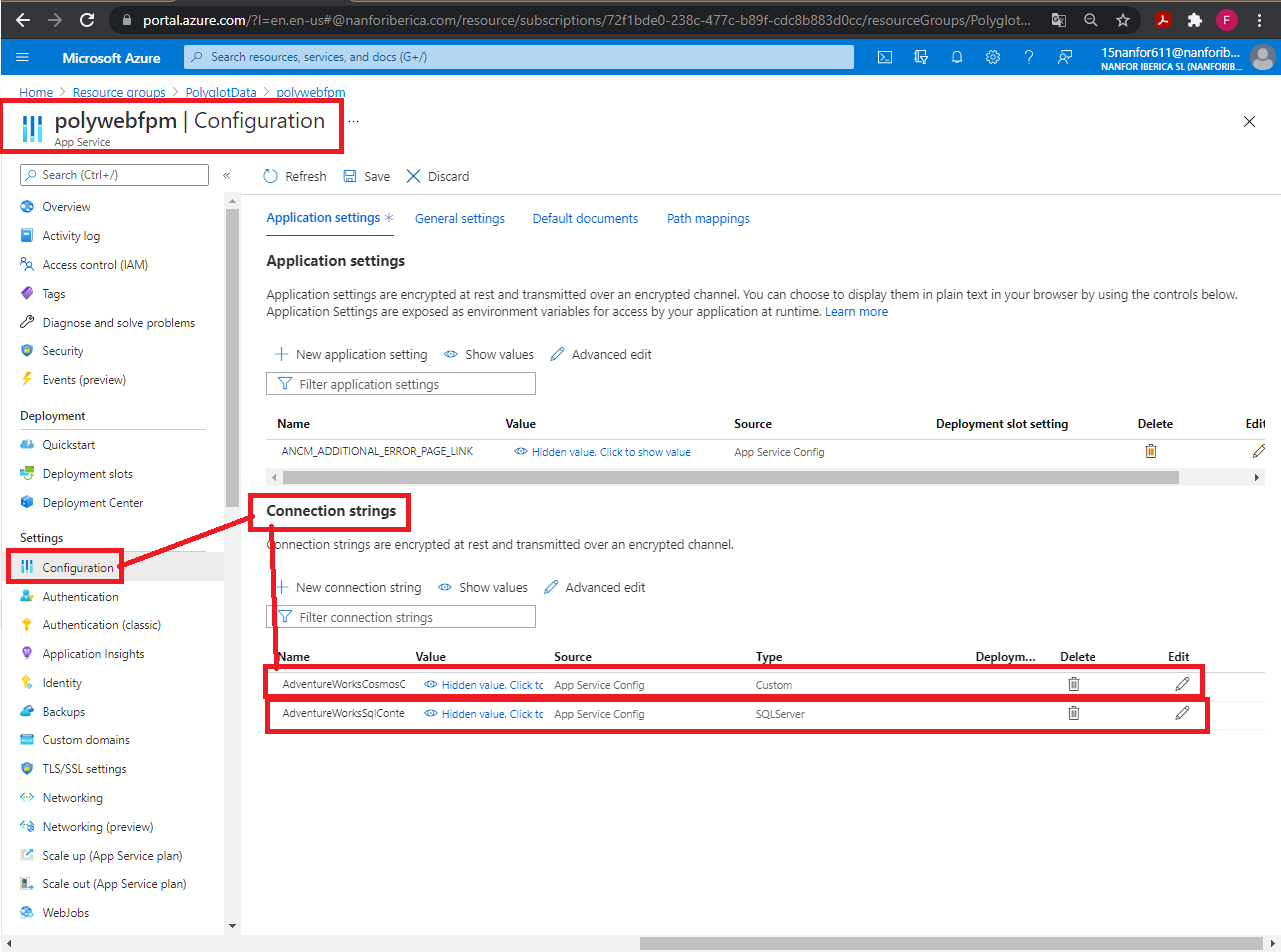 portal.azure.com/?l=en.en-us#@nanforiberica.com/resource/subscriptions/72f1bde0-238c-477c-b89f-cdc8b883d0cc/resourceGroups/Polyglot...
F
Microsoft Azure
Search resources, services, and docs (G+/)
15nanfor611@nanforib...
NANFOR IBERICA SL (NANFORIB...
Home > Resource groups > PolyglotData > polywebfpm
polywebfpm | Configuration ...
App Service
Search (Ctrl+/)
«
Refresh Save Discard
Overview
Activity log
Access control (IAM)
Tags
Diagnose and solve problems
Security
Events (preview)
Deployment
Quickstart
Deployment slots
Deployment Center
Settings
Configuration
Authentication
Authentication (classic)
Application Insights
Identity
Backups
Custom domains
TLS/SSL settings
Networking
Networking (preview)
Scale up (App Service plan)
Scale out (App Service plan)
WebJobs
Application settings * General settings Default documents Path mappings
Application settings
Application settings are encrypted at rest and transmitted over an encrypted channel. You can choose to display them in plain text in your browser by using the controls below.
Application Settings are exposed as environment variables for access by your application at runtime. Learn more
New application setting Show values Advanced edit
Filter application settings
Name Value Source Deployment slot setting Delete Edit
ANCM_ADDITIONAL_ERROR_PAGE_LINK Hidden value. Click to show value App Service Config
Connection strings
Connection strings are encrypted at rest and transmitted over an encrypted channel.
New connection string Show values Advanced edit
Filter connection strings
Name Value Source Type Deploym... Delete Edit
AdventureWorksCosmosC Hidden value. Click to App Service Config Custom
AdventureWorksSqlConte Hidden value. Click to App Service Config SQLServer